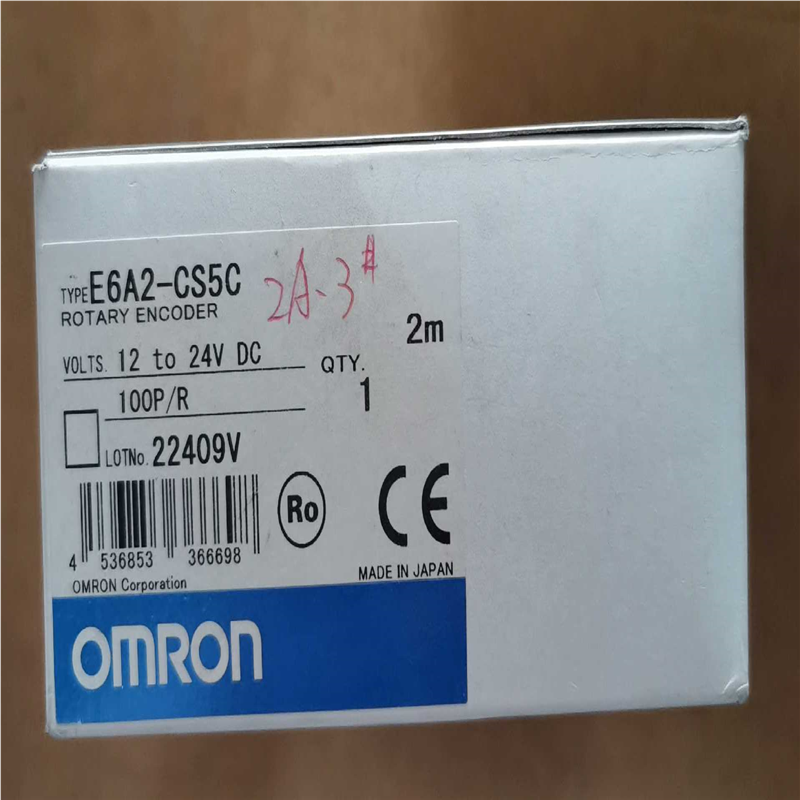 TYPE E6A2-CS5C
2A-3#
ROTARY ENCODER
2m
VOLTS. 12 to 24V DC
QTY.
100P/R
1
LOTNo. 22409V
Ro
CE
4 536853 366698
OMRON Corporation
MADE IN JAPAN
OMRON